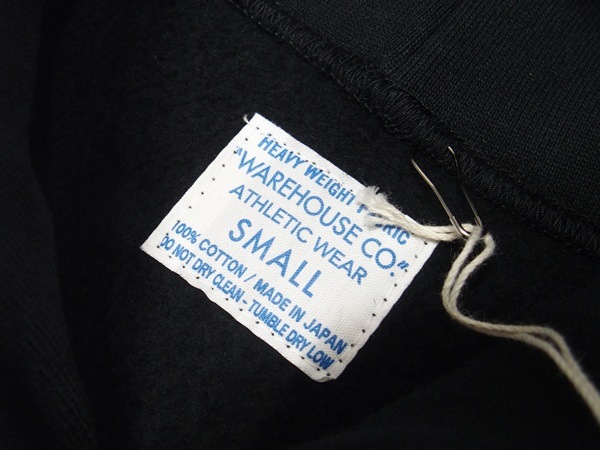 HEAVY WEIGHT FABRIC
"WAREHOUSE CO."
ATHLETIC WEAR
SMALL
100% COTTON / MADE IN JAPAN
DO NOT DRY CLEAN - TUMBLE DRY LOW